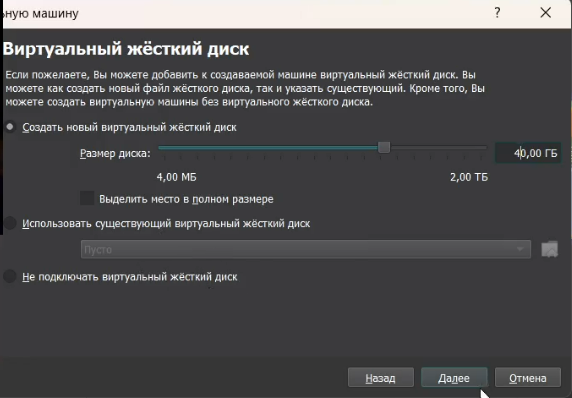 ьную машину
?
Виртуальный жёсткий диск
Если пожелаете, Вы можете добавить к создаваемой машине виртуальный жёсткий диск. Вы
можете как создать новый файл жёсткого диска, так и указать существующий. Кроме того, Вы
можете создать виртуальную машины без виртуального жёсткого диска.
Создать новый виртуальный жёсткий диск
Размер диска:
40,00 ГБ
4,00 МБ
2,00 ТБ
Выделить место в полном размере
Использовать существующий виртуальный жёсткий диск
Пусто
Не подключать виртуальный жёсткий диск
Назад
Далее
Отмена